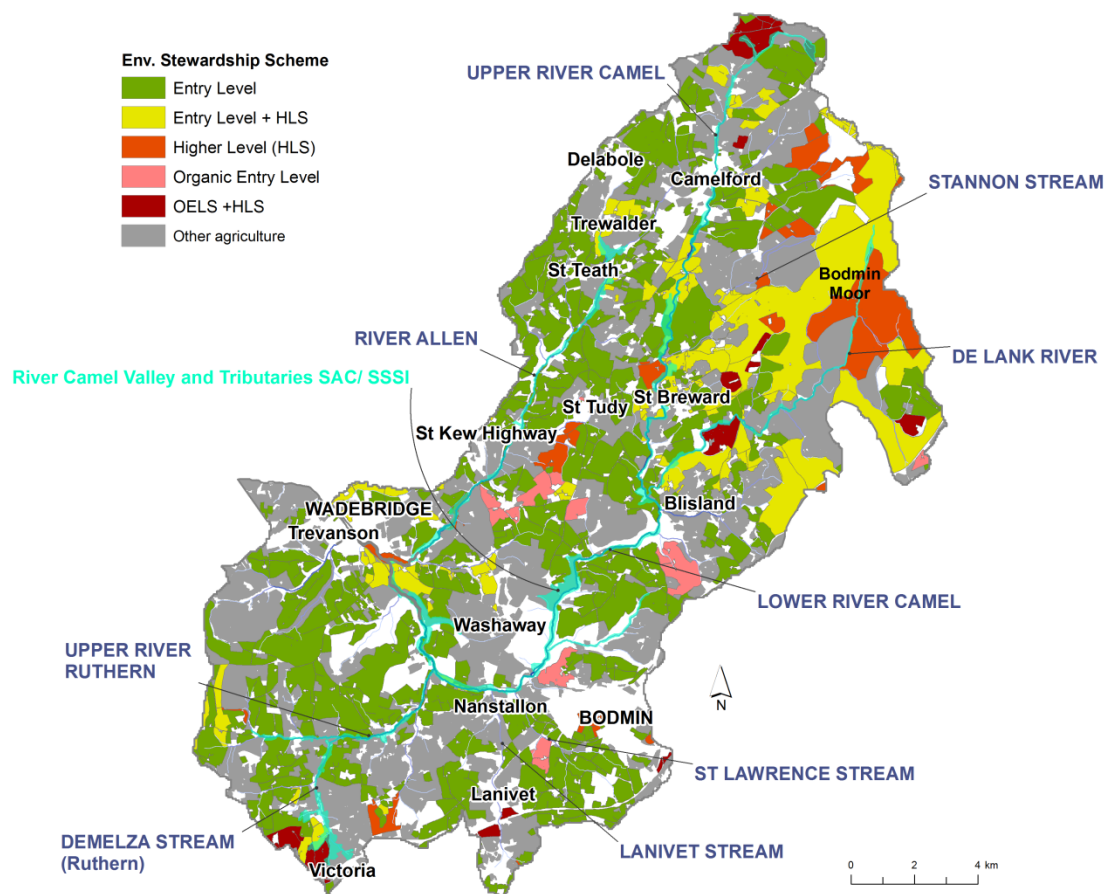 Env. Stewardship Scheme
Entry Level
Entry Level + HLS
Higher Level (HLS)
Organic Entry Level
OELS +HLS
Other agriculture
UPPER RIVER CAMEL
Delabole
Camelford
STANNON STREAM
Trewalder
St Teath
Bodmin
Moor
RIVER ALLEN
DE LANK RIVER
River Camel Valley and Tributaries SAC/ SSSI
St Breward
St Tudy
St Kew Highway
Blisland
WADEBRIDGE
Trevanson
LOWER RIVER CAMEL
Washaway
UPPER RIVER
RUTHERN
N
Nanstallon
BODMIN
ST LAWRENCE STREAM
Lanivet
DEMELZA STREAM
(Ruthern)
LANIVET STREAM
Victoria
0 2 4 km